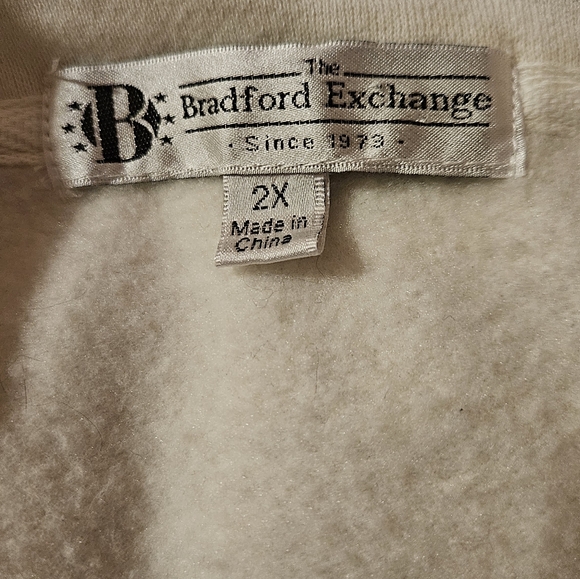 B
The
Bradford Exchange
· Since 1973 ·
2X
Made in
China